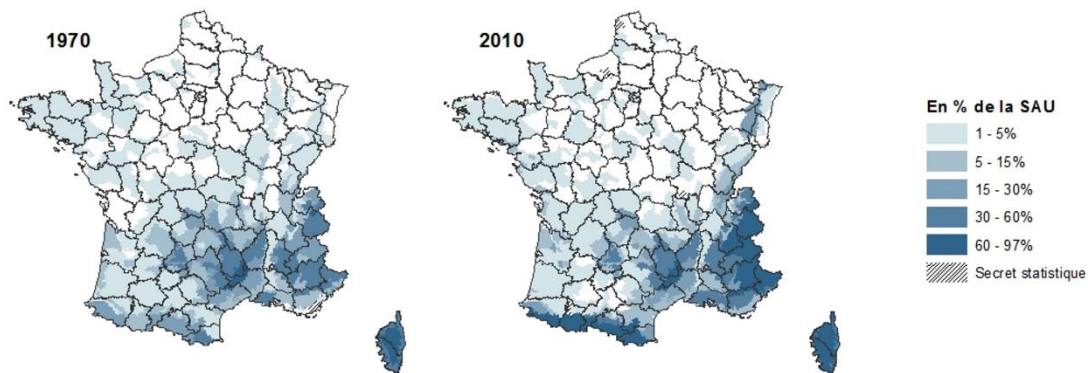 1970
2010
En % de la SAU
1 - 5%
5 - 15%
15 - 30%
30 - 60%
60 - 97%
Secret statistique